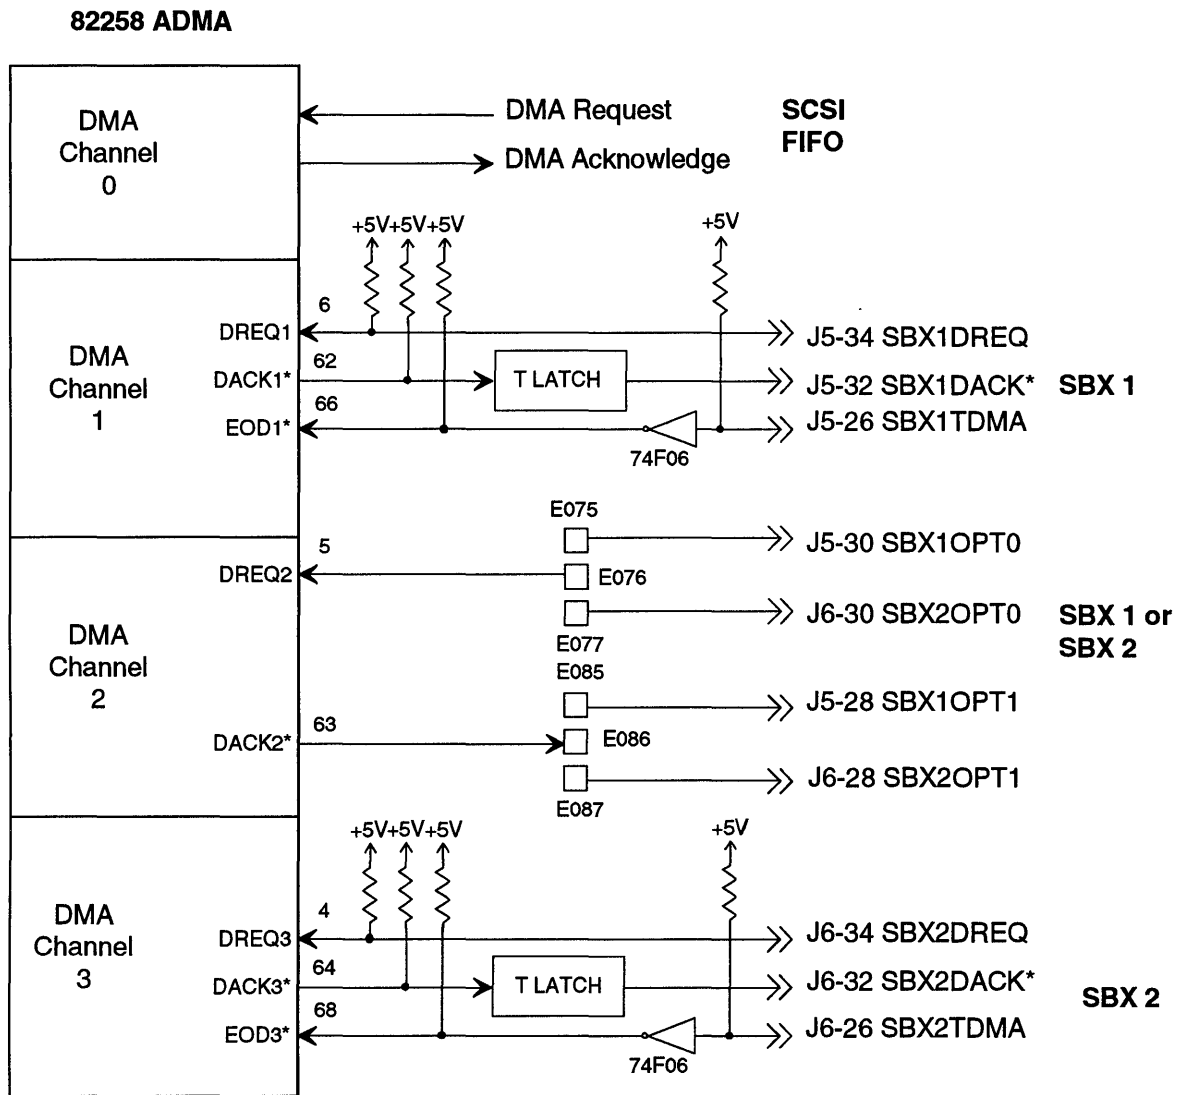 82258 ADMA
DMA
Channel
0
DMA Request
DMA Acknowledge
SCSI
FIFO
+5V+5V+5V
+5V
DMA
Channel
1
DREQ1
6
J5-34 SBX1DREQ
DACK1*
62
T LATCH
J5-32 SBX1DACK*
SBX 1
EOD1*
66
74F06
J5-26 SBX1TDMA
DMA
Channel
2
E075
J5-30 SBX1OPT0
DREQ2
5
E076
E077
J6-30 SBX2OPT0
SBX 1 or
SBX 2
E085
J5-28 SBX1OPT1
DACK2*
63
E086
E087
J6-28 SBX2OPT1
+5V+5V+5V
+5V
DMA
Channel
3
DREQ3
4
J6-34 SBX2DREQ
DACK3*
64
T LATCH
J6-32 SBX2DACK*
SBX 2
EOD3*
68
74F06
J6-26 SBX2TDMA